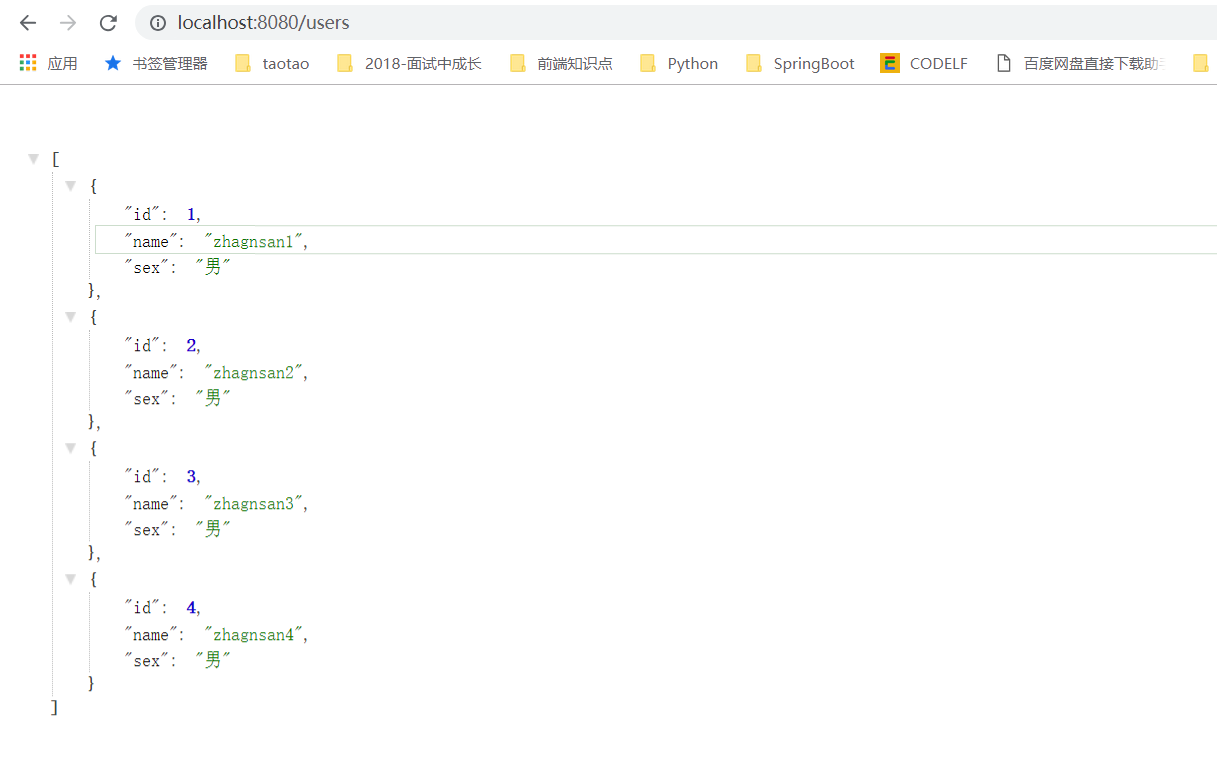 localhost:8080/users
应用 书签管理器 taotao 2018-面试中成长 前端知识点 Python SpringBoot CODELF 百度网盘直接下载助
[
{
"id": 1,
"name": "zhagnsan1",
"sex": "男"
},
{
"id": 2,
"name": "zhagnsan2",
"sex": "男"
},
{
"id": 3,
"name": "zhagnsan3",
"sex": "男"
},
{
"id": 4,
"name": "zhagnsan4",
"sex": "男"
}
]